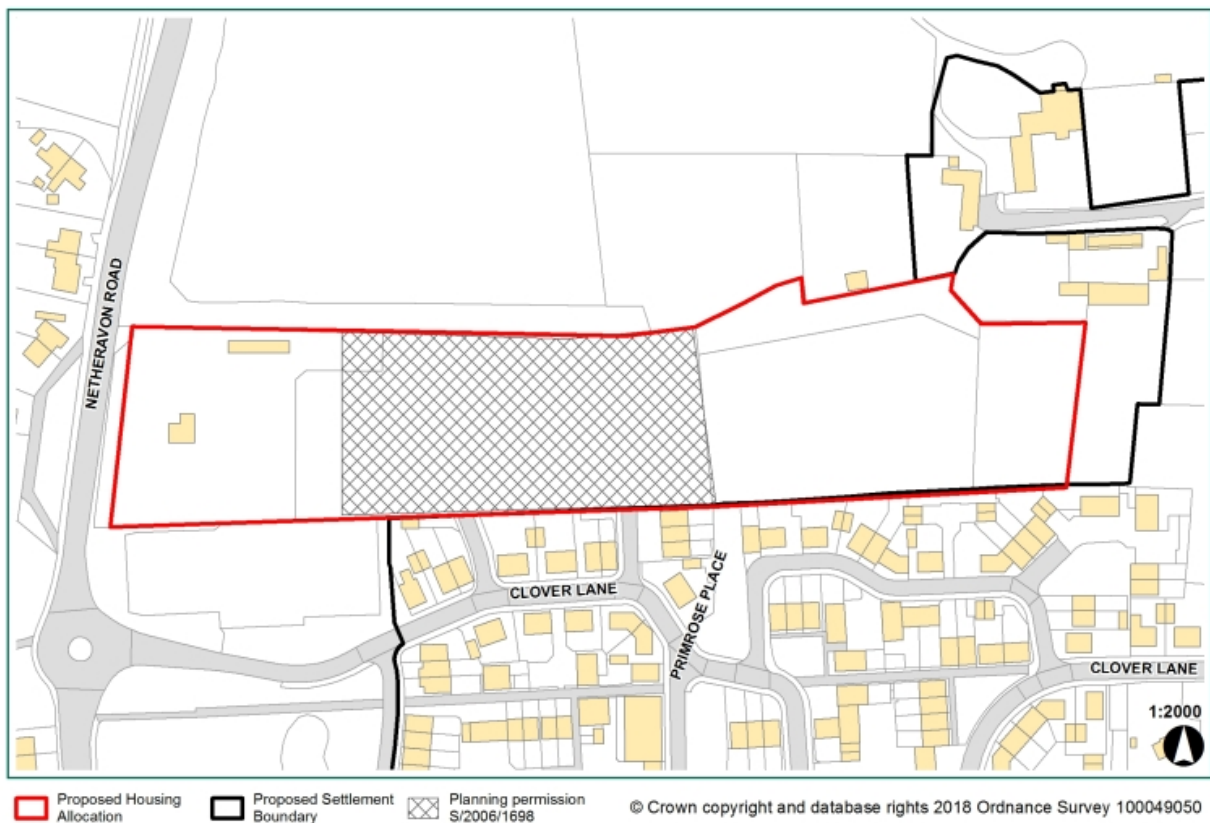 NETHERAVON ROAD
CLOVER LANE
PRIMROSE PLACE
CLOVER LANE
1:2000
Proposed Housing
Allocation
Proposed Settlement
Boundary
Planning permission
S/2006/1698
© Crown copyright and database rights 2018 Ordnance Survey 100049050